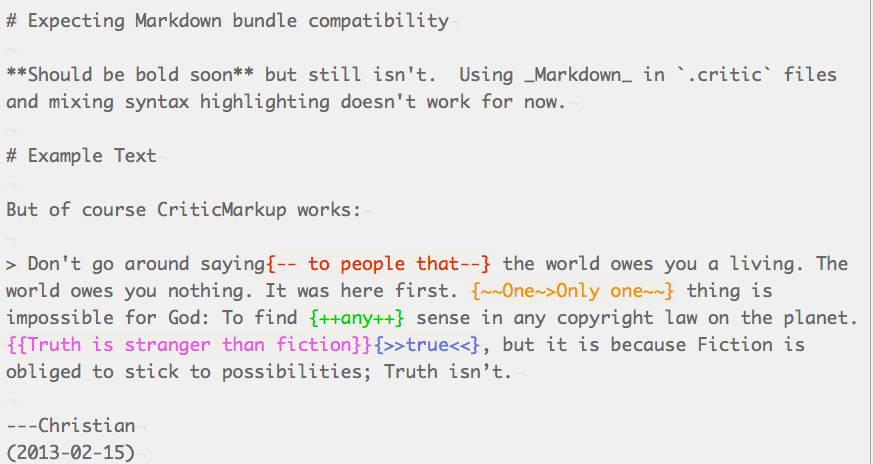 # Expecting Markdown bundle compatibility¬
¬
**Should be bold soon** but still isn't.  Using _Markdown_ in `.critic` files
and mixing syntax highlighting doesn't work for now.¬
¬
# Example Text¬
¬
But of course CriticMarkup works:¬
¬
> Don't go around saying{-- to people that--} the world owes you a living. The
world owes you nothing. It was here first. {~~One~>Only one~~} thing is
impossible for God: To find {++any++} sense in any copyright law on the planet.
{{Truth is stranger than fiction}}{>>true<<}, but it is because Fiction is
obliged to stick to possibilities; Truth isn’t.¬
¬
---Christian¬
(2013-02-15)¬